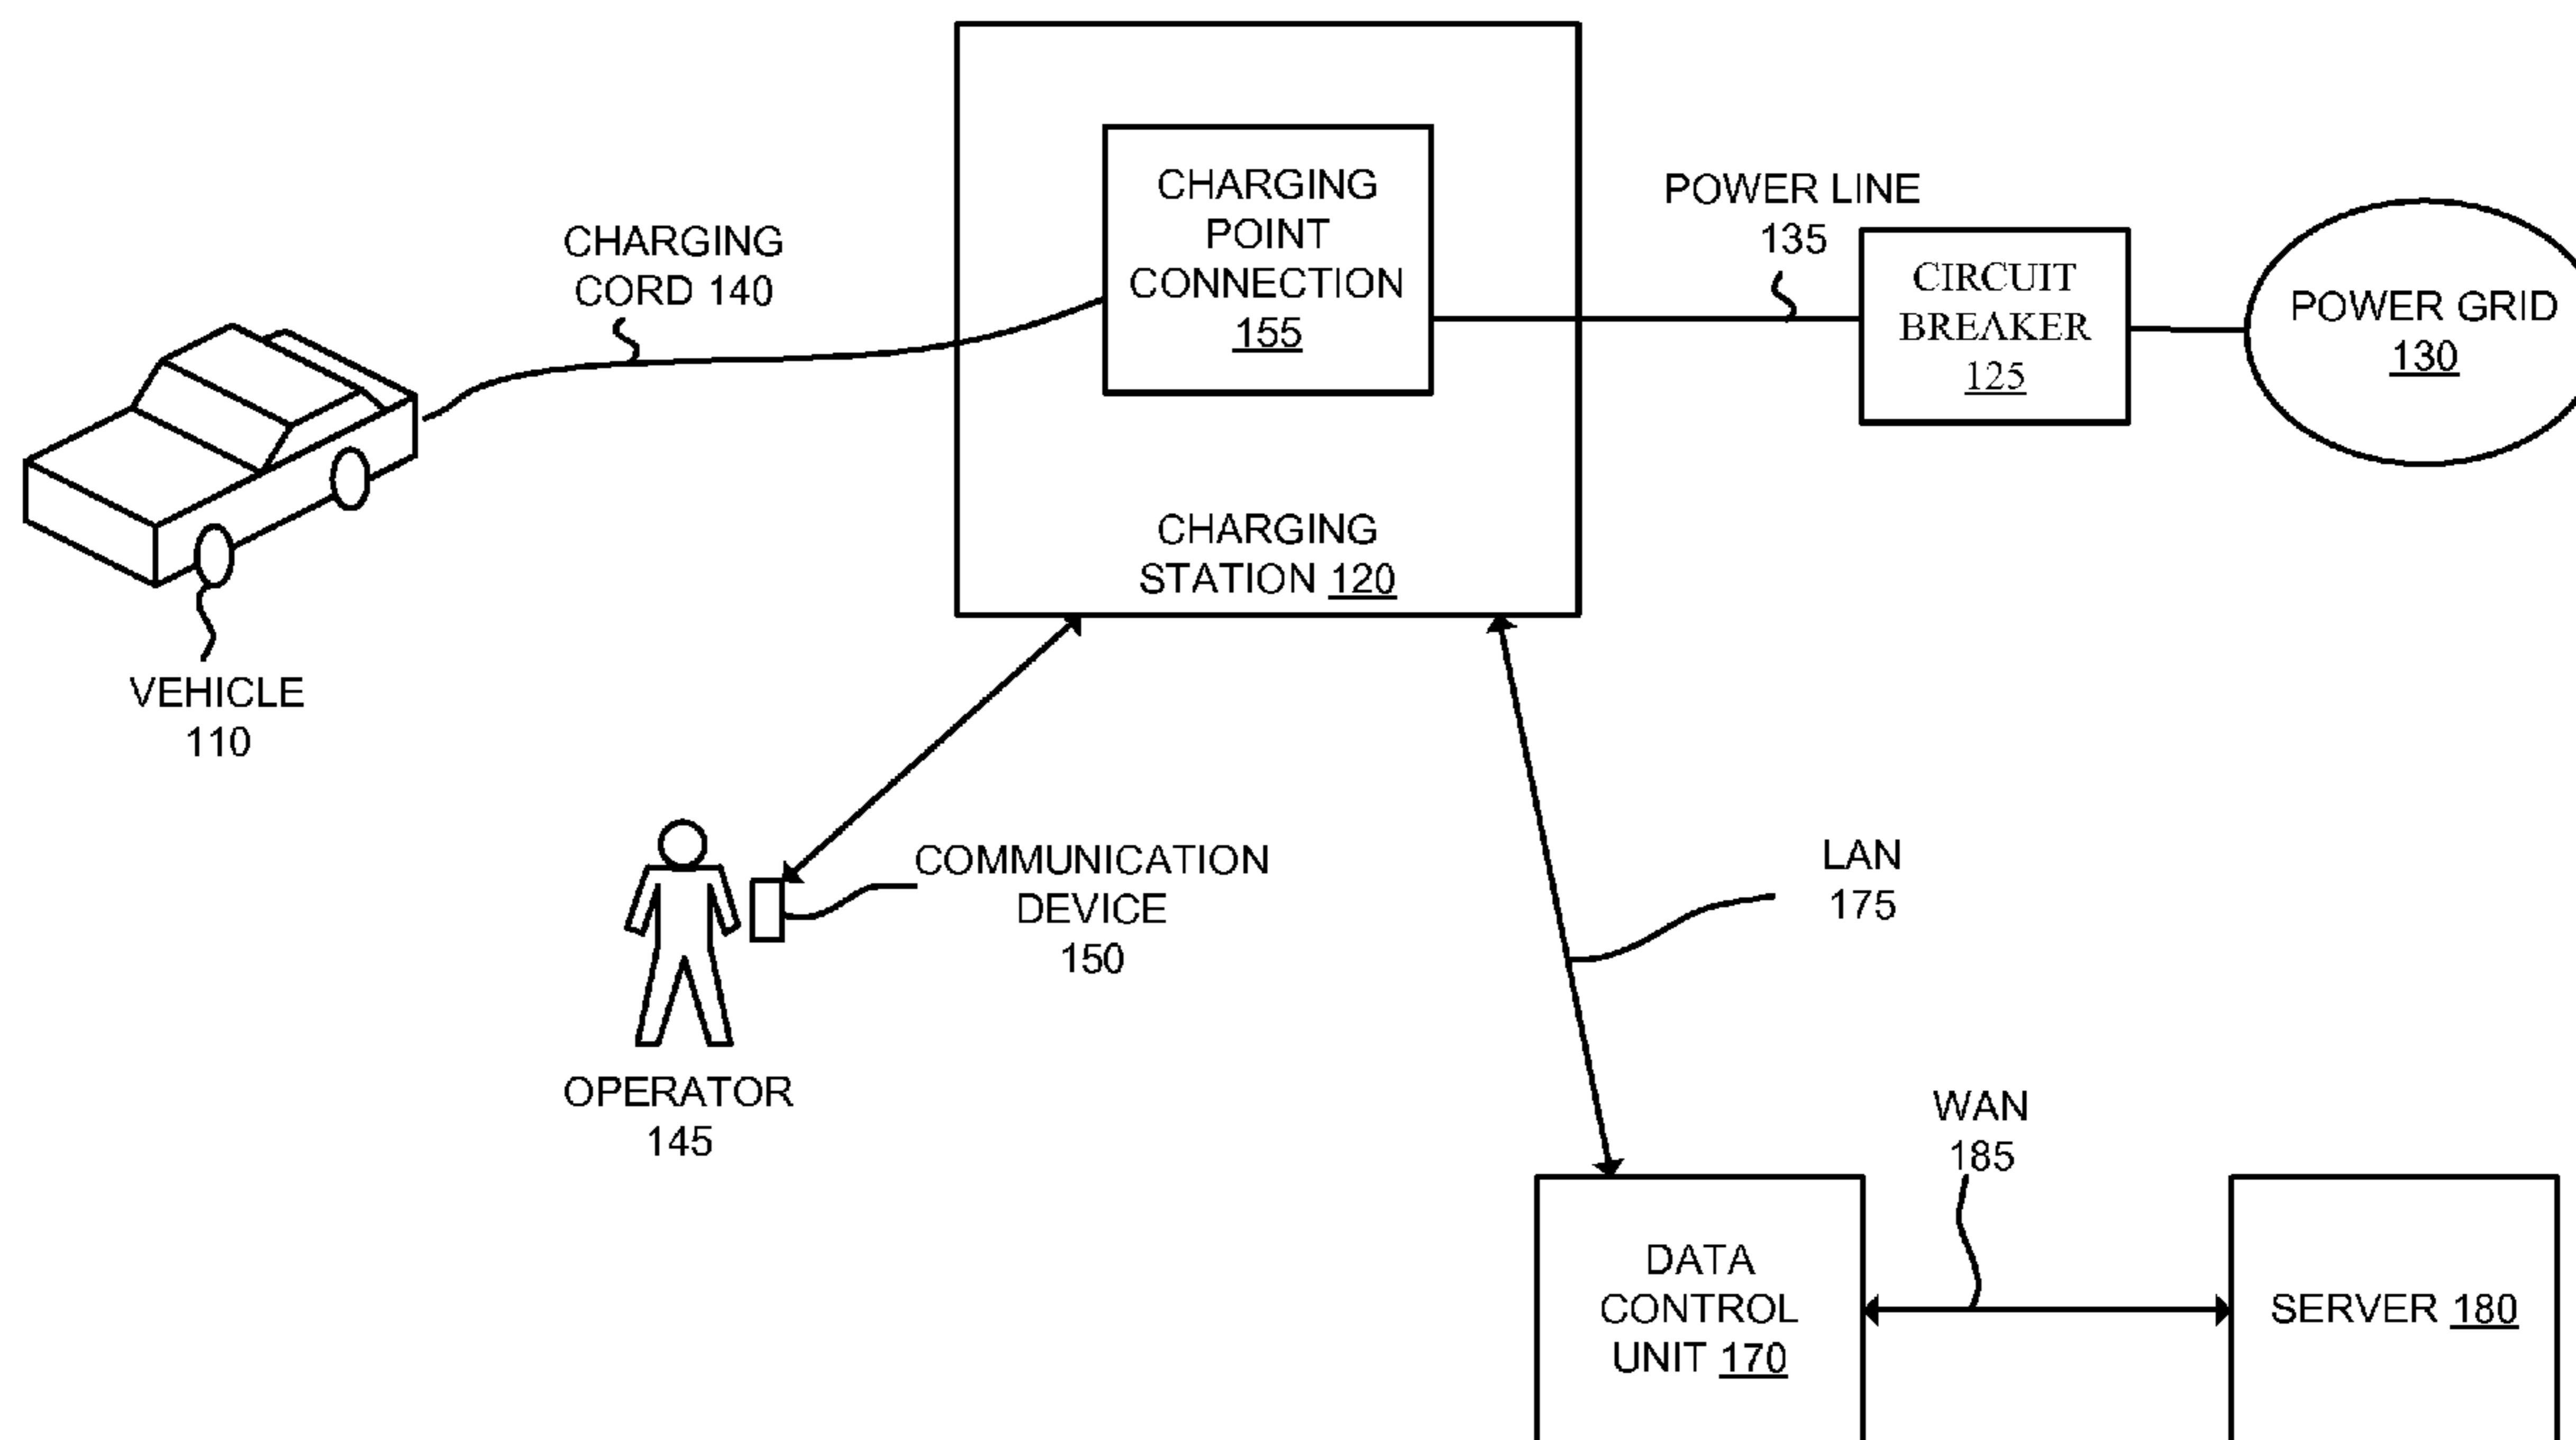 CHARGING
POINT
CONNECTION
155
CHARGING
STATION 120
CHARGING
CORD 140
POWER LINE
135
CIRCUIT
BREAKER
125
POWER GRID
130
VEHICLE
110
COMMUNICATION
DEVICE
150
OPERATOR
145
LAN
175
WAN
185
DATA
CONTROL
UNIT 170
SERVER 180